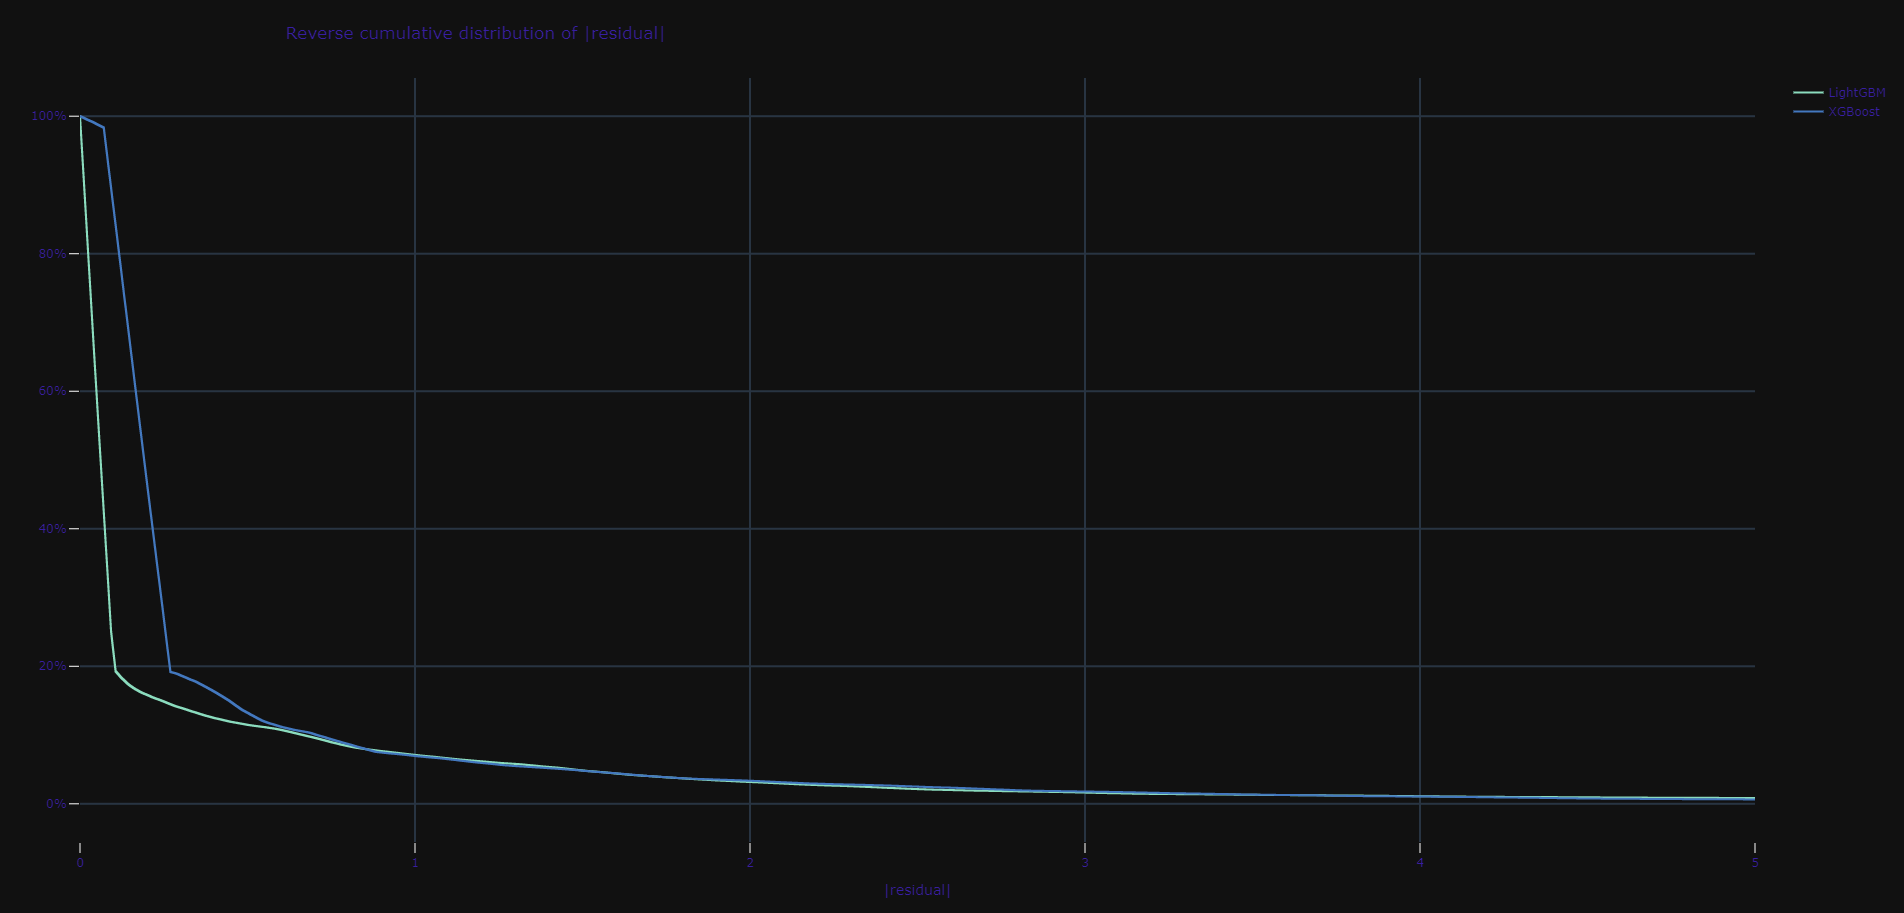 Reverse cumulative distribution of |residual|
LightGBM
XGBoost
100%
80%
60%
40%
20%
0%
0 1 2 3 4 5
|residual|